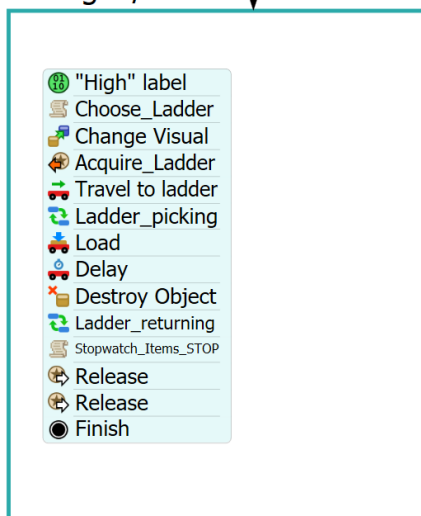 "High" label
Choose_Ladder
Change Visual
Acquire_Ladder
Travel to ladder
Ladder_picking
Load
Delay
Destroy Object
Ladder_returning
Stopwatch_Items_STOP
Release
Release
Finish